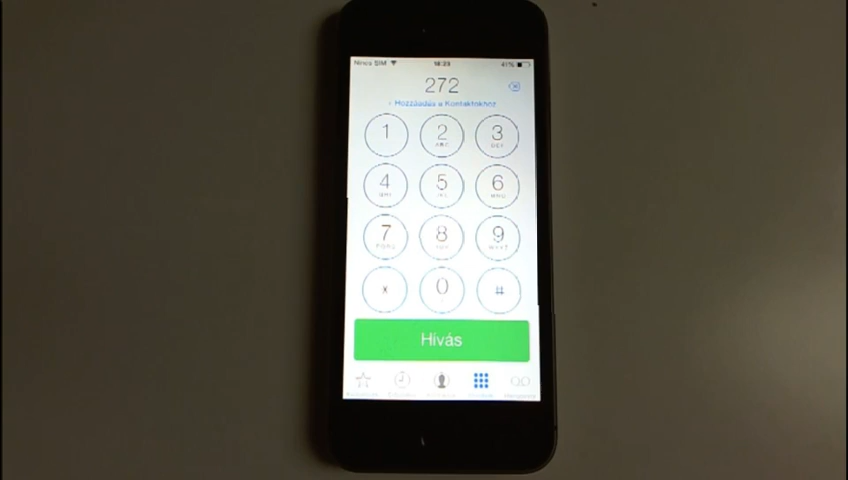 Nincs SIM 18:23 41%
272
Hozzáadás a Kontaktokhoz
1 2 3
ABC DEF
4 5 6
GHI JKL MNO
7 8 9
PQRS TUV WXYZ
* 0 #
Hívás